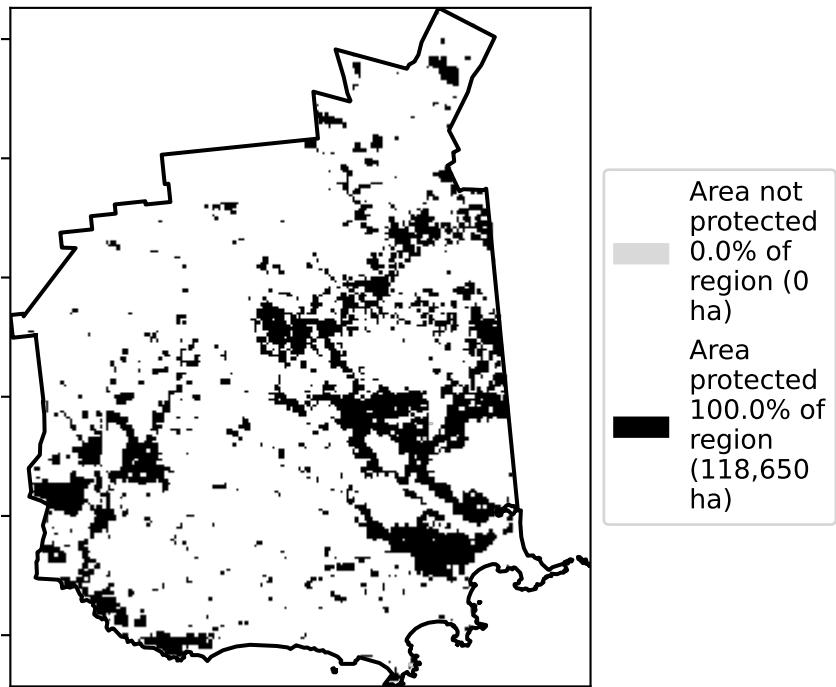 Area not
protected
0.0% of
region (0
ha)
Area
protected
100.0% of
region
(118,650
ha)